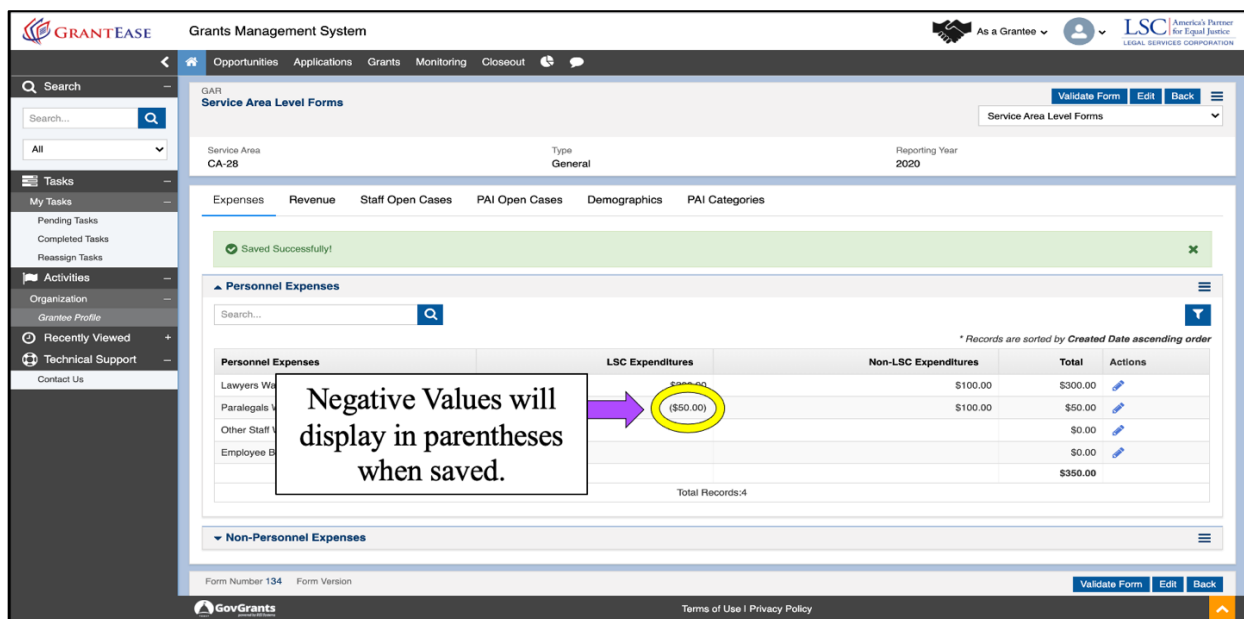 GRANTEASE
Grants Management System
As a Grantee
LSC America's Partner
for Equal Justice
LEGAL SERVICES CORPORATION
Opportunities Applications Grants Monitoring Closeout
Search
Search...
All
Tasks
My Tasks
Pending Tasks
Completed Tasks
Reassign Tasks
Activities
Organization
Grantee Profile
Recently Viewed
Technical Support
Contact Us
GAR
Service Area Level Forms
Validate Form Edit Back
Service Area Level Forms
Service Area Type Reporting Year
CA-28 General 2020
Expenses Revenue Staff Open Cases PAI Open Cases Demographics PAI Categories
Saved Successfully!
Personnel Expenses
Search...
* Records are sorted by Created Date ascending order
Personnel Expenses LSC Expenditures Non-LSC Expenditures Total Actions
Lawyers $100.00 $300.00
Paralegals ($50.00) $100.00 $50.00
Other Staff $0.00
Employee $0.00
$350.00
Total Records:4
Negative Values will
display in parentheses
when saved.
Non-Personnel Expenses
Form Number 134 Form Version
Validate Form Edit Back
GovGrants
Terms of Use | Privacy Policy